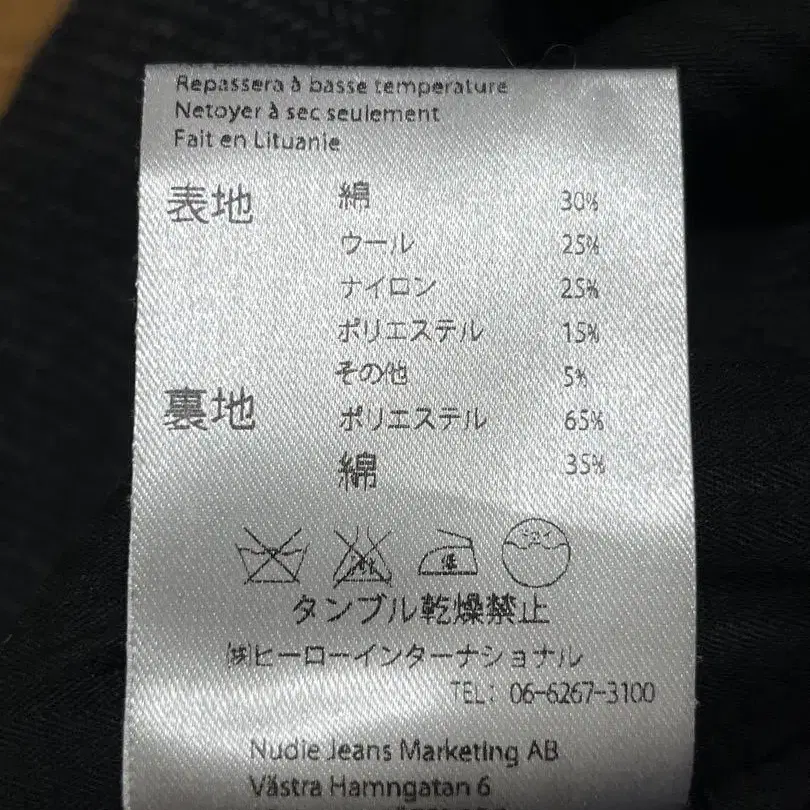 Repassera à basse temperature
Netoyer à sec seulement
Fait en Lituanie
表地 綿 30%
ウール 25%
ナイロン 25%
ポリエステル 15%
その他 5%
裏地 ポリエステル 65%
綿 35%
低
ドライ
タンブル乾燥禁止
㈱ヒーローインターナショナル
TEL: 06-6267-3100
Nudie Jeans Marketing AB
Västra Hamngatan 6